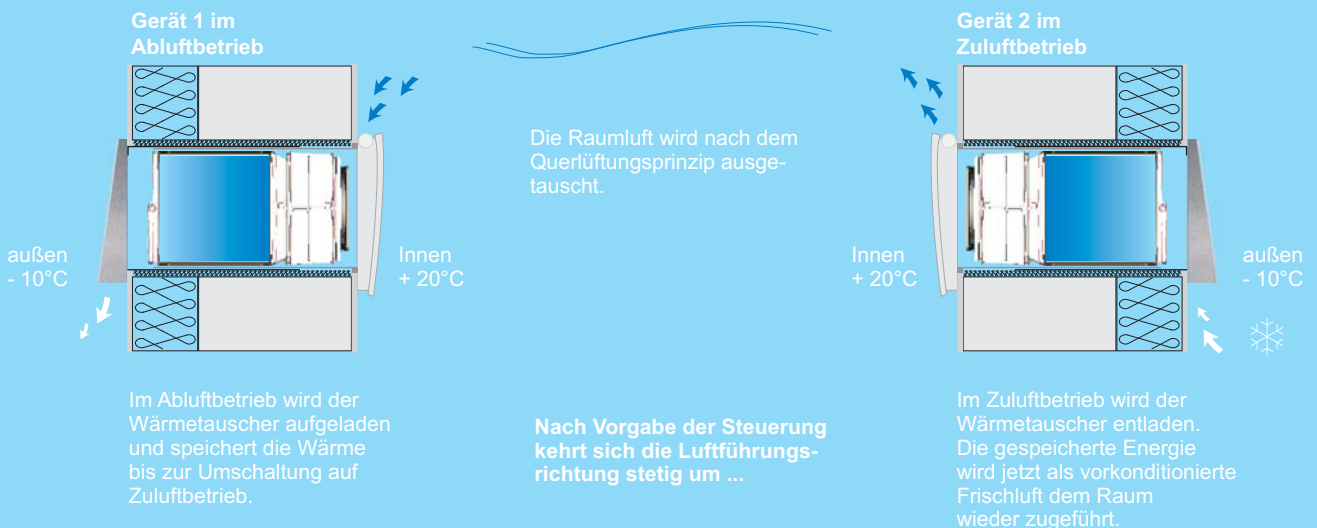 Gerät 1 im
Abluftbetrieb
außen
- 10°C
Innen
+ 20°C
Im Abluftbetrieb wird der
Wärmetauscher aufgeladen
und speichert die Wärme
bis zur Umschaltung auf
Zuluftbetrieb.
Die Raumluft wird nach dem
Querlüftungsprinzip ausge-
tauscht.
Nach Vorgabe der Steuerung
kehrt sich die Luftführungs-
richtung stetig um ...
Gerät 2 im
Zuluftbetrieb
Innen
+ 20°C
außen
- 10°C
Im Zuluftbetrieb wird der
Wärmetauscher entladen.
Die gespeicherte Energie
wird jetzt als vorkonditionierte
Frischluft dem Raum
wieder zugeführt.